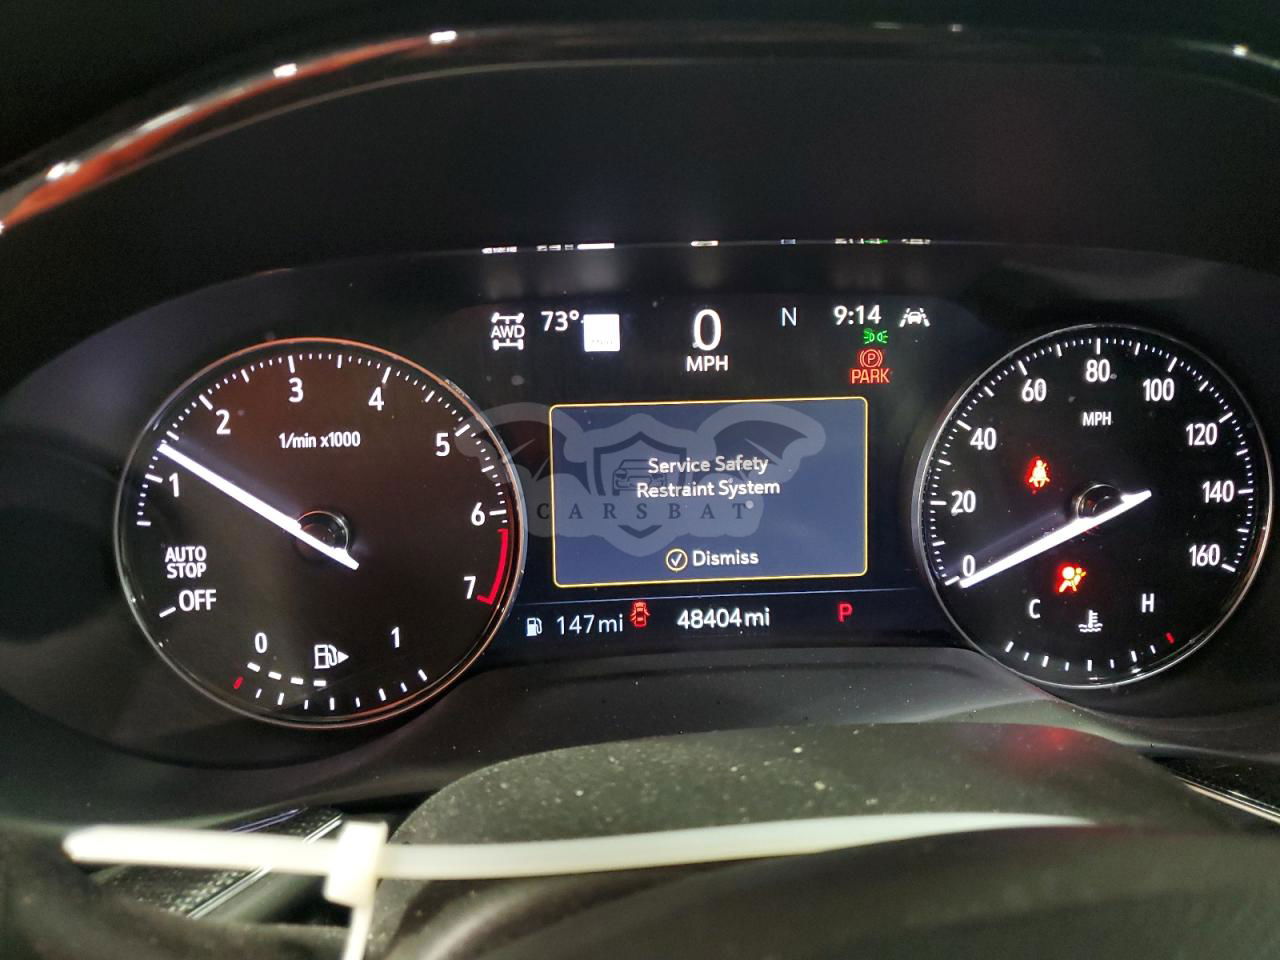 AWD
73°
0
MPH
N
9:14
PARK
1
2
3
4
5
6
7
1/min x1000
AUTO
STOP
OFF
0
1
Service Safety
Restraint System
Dismiss
CARSBAT
147mi
48404mi
P
0
20
40
60
80
100
120
140
160
MPH
C
H